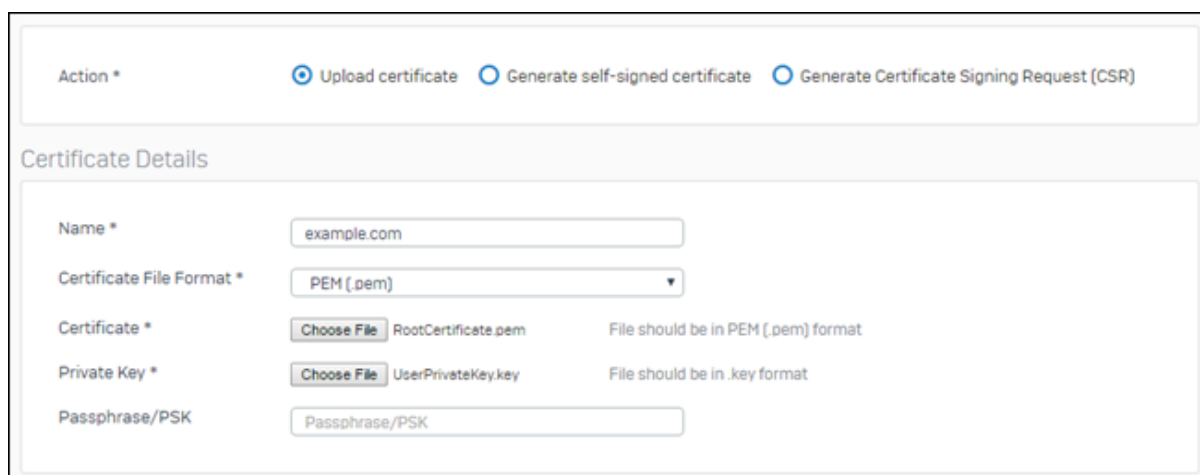 Action * Upload certificate Generate self-signed certificate Generate Certificate Signing Request (CSR)
Certificate Details
Name * example.com
Certificate File Format * PEM (.pem)
Certificate * Choose File RootCertificate.pem File should be in PEM (.pem) format
Private Key * Choose File UserPrivateKey.key File should be in .key format
Passphrase/PSK Passphrase/PSK